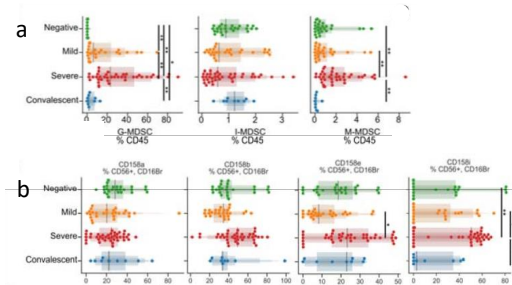 a
Negative
Mild
Severe
Convalescent
0 20 40 60 80
G-MDSC
% CD45
0 1 2 3
I-MDSC
% CD45
0 2 4 6 8
M-MDSC
% CD45
** ** ** ** *
** **
b
CD158a
% CD56+, CD16Br
CD158b
% CD56+, CD16Br
CD158e
% CD56+, CD16Br
CD158i
% CD56+, CD16Br
Negative
Mild
Severe
Convalescent
0 20 40 60 80
0 20 40 60 80 100
0 10 20 30 40 50
0 20 40 60 80
*
**